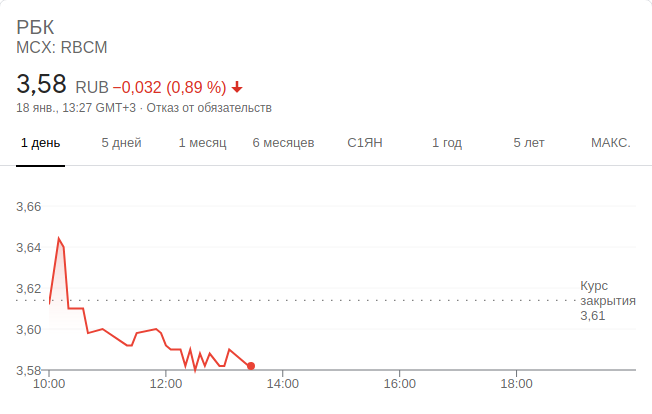 РБК
MCX: RBCM
3,58 RUB −0,032 (0,89 %)
18 янв., 13:27 GMT+3 · Отказ от обязательств
1 день 5 дней 1 месяц 6 месяцев С1ЯН 1 год 5 лет МАКС.
3,66
3,64
3,62
3,60
3,58
Курс
закрытия
3,61
10:00 12:00 14:00 16:00 18:00